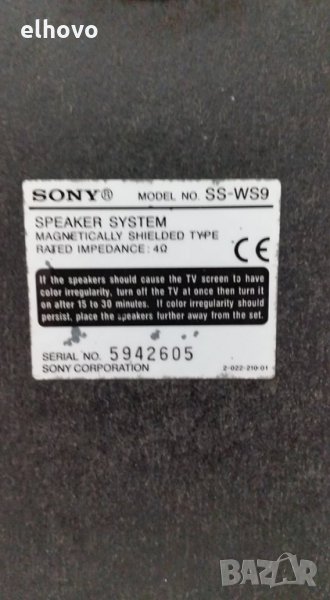 elhovo
SONY® MODEL NO. SS-WS9
SPEAKER SYSTEM
MAGNETICALLY SHIELDED TYPE
RATED IMPEDANCE: 4Ω
CE
If the speakers should cause the TV screen to have
color irregularity, turn off the TV at once then turn it
on after 15 to 30 minutes. If color irregularity should
persist, place the speakers further away from the set.
SERIAL NO. 5942605
SONY CORPORATION 2-022-210-01
BAZAR.bg